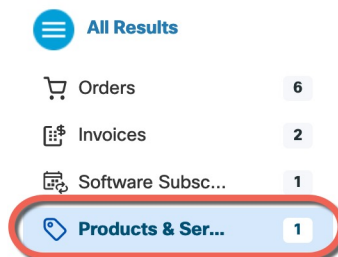 All Results
Orders 6
Invoices 2
Software Subsc... 1
Products & Ser... 1